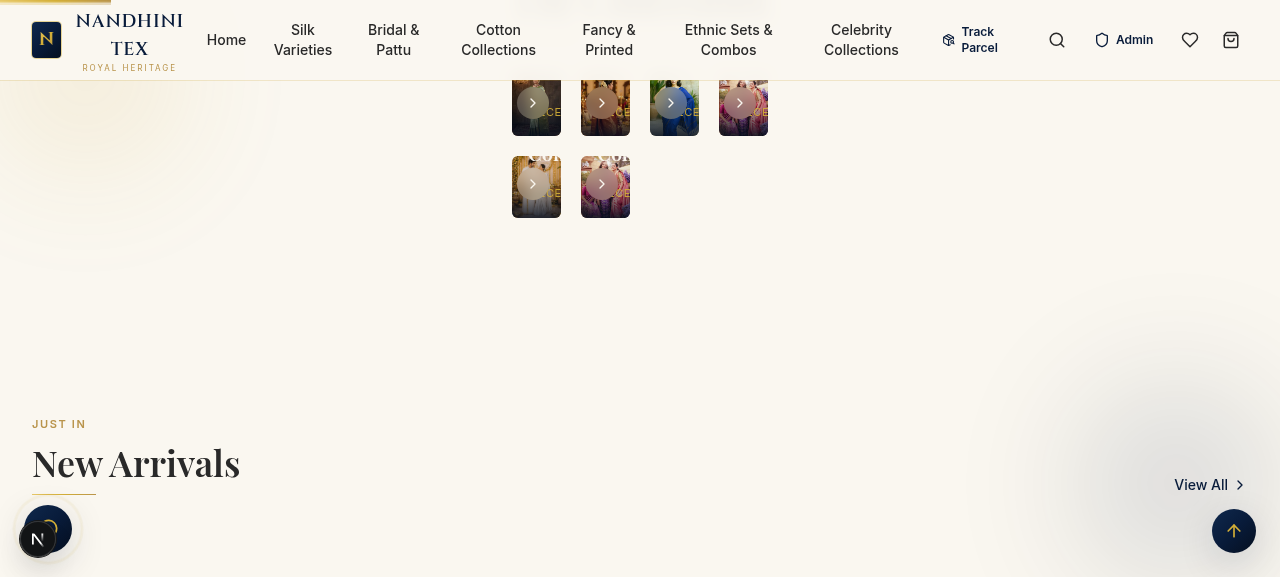 N
NANDHINI
TEX
ROYAL HERITAGE
Home
Silk
Varieties
Bridal &
Pattu
Cotton
Collections
Fancy &
Printed
Ethnic Sets &
Combos
Celebrity
Collections
Track
Parcel
Admin
JUST IN
New Arrivals
View All
N